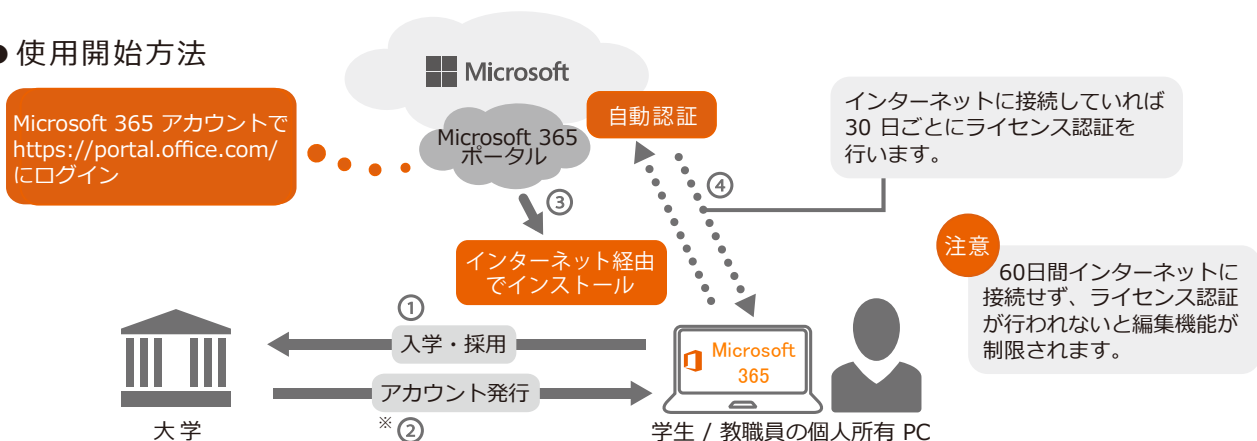 ● 使用開始方法
Microsoft
Microsoft 365 アカウントで
https://portal.office.com/
にログイン
Microsoft 365
ポータル
自動認証
インターネットに接続していれば
30 日ごとにライセンス認証を
行います。
④
③
インターネット経由
でインストール
注意
60日間インターネットに
接続せず、ライセンス認証
が行われないと編集機能が
制限されます。
①
入学・採用
Microsoft
365
アカウント発行
※②
大学
学生 / 教職員の個人所有 PC